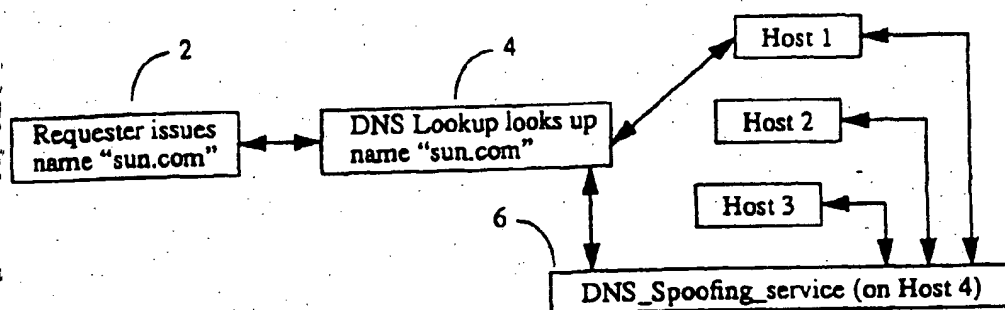 2
4
Host 1
Requester issues
name “sun.com”
DNS Lookup looks up
name “sun.com”
Host 2
Host 3
6
DNS_Spoofing_service (on Host 4)